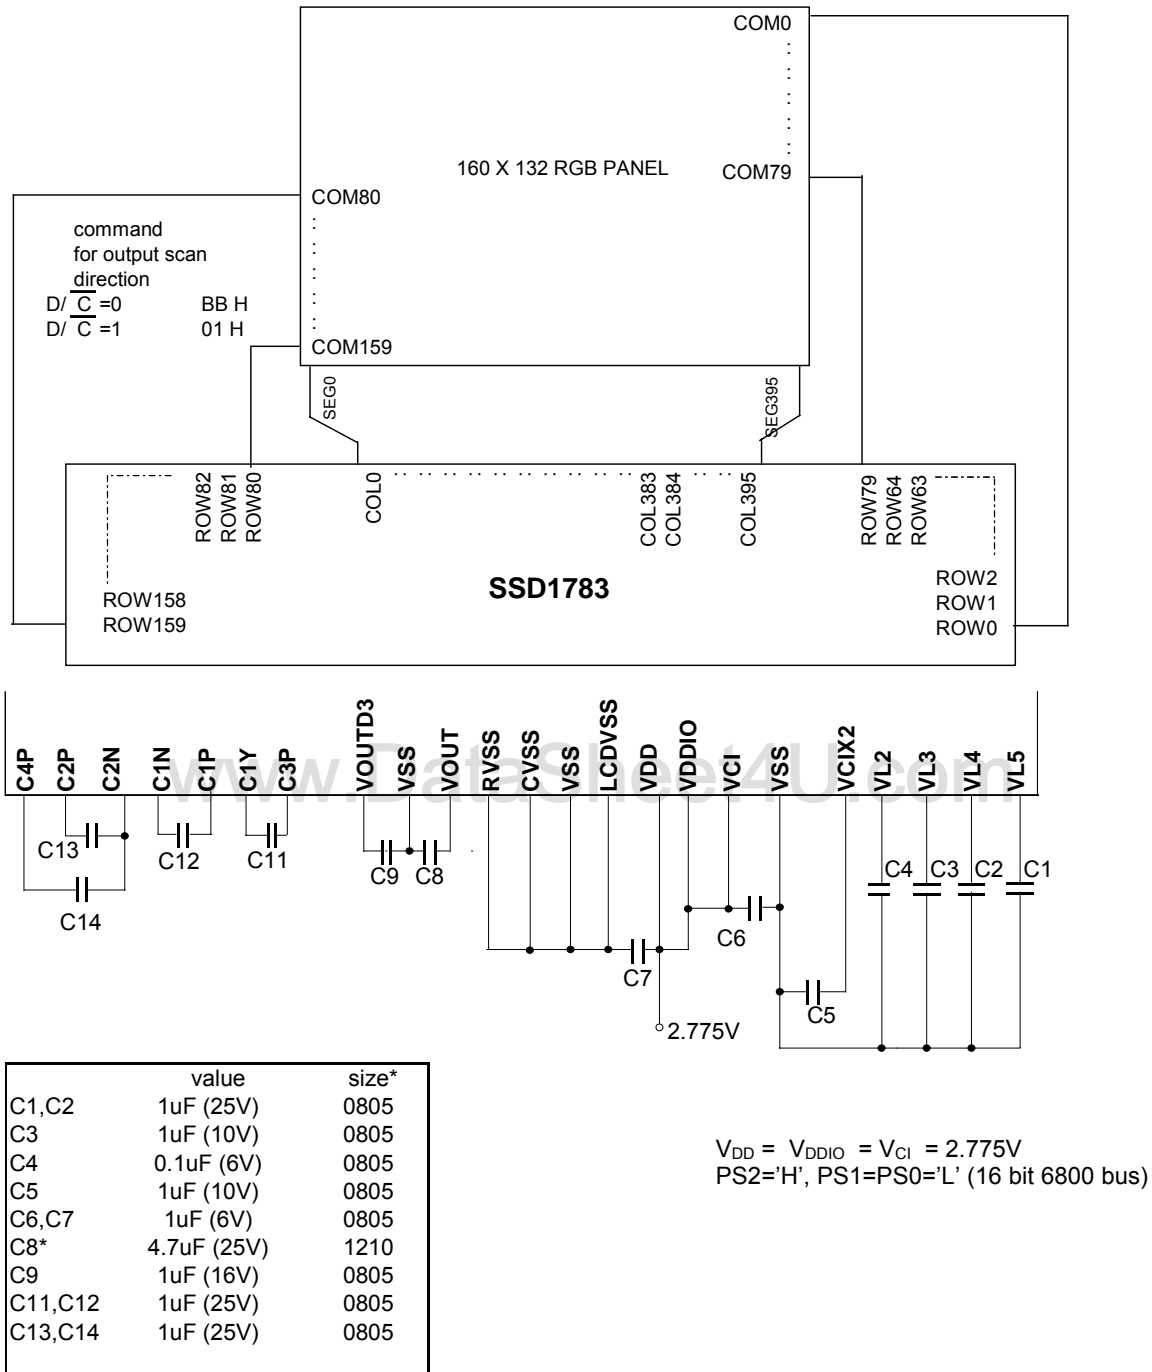 COM0
160 X 132 RGB PANEL
COM79
COM80
command
for output scan
direction
D/ C̅ =0 BB H
D/ C̅ =1 01 H
COM159
SEG0
SEG395
ROW82
ROW81
ROW80
COL0
COL383
COL384
COL395
ROW79
ROW64
ROW63
SSD1783
ROW158
ROW159
ROW2
ROW1
ROW0
www.DataSheet4U.com
C4P
C2P
C2N
C1N
C1P
C1Y
C3P
VOUTD3
VSS
VOUT
RVSS
CVSS
VSS
LCDVSS
VDD
VDDIO
VCI
VSS
VCIX2
VL2
VL3
VL4
VL5
C13
C12
C11
C9
C8
C4
C3
C2
C1
C14
C6
C7
C5
2.775V
value size*
C1,C2 1uF (25V) 0805
C3 1uF (10V) 0805
C4 0.1uF (6V) 0805
C5 1uF (10V) 0805
C6,C7 1uF (6V) 0805
C8* 4.7uF (25V) 1210
C9 1uF (16V) 0805
C11,C12 1uF (25V) 0805
C13,C14 1uF (25V) 0805
VDD = VDDIO = VCI = 2.775V
PS2='H', PS1=PS0='L' (16 bit 6800 bus)